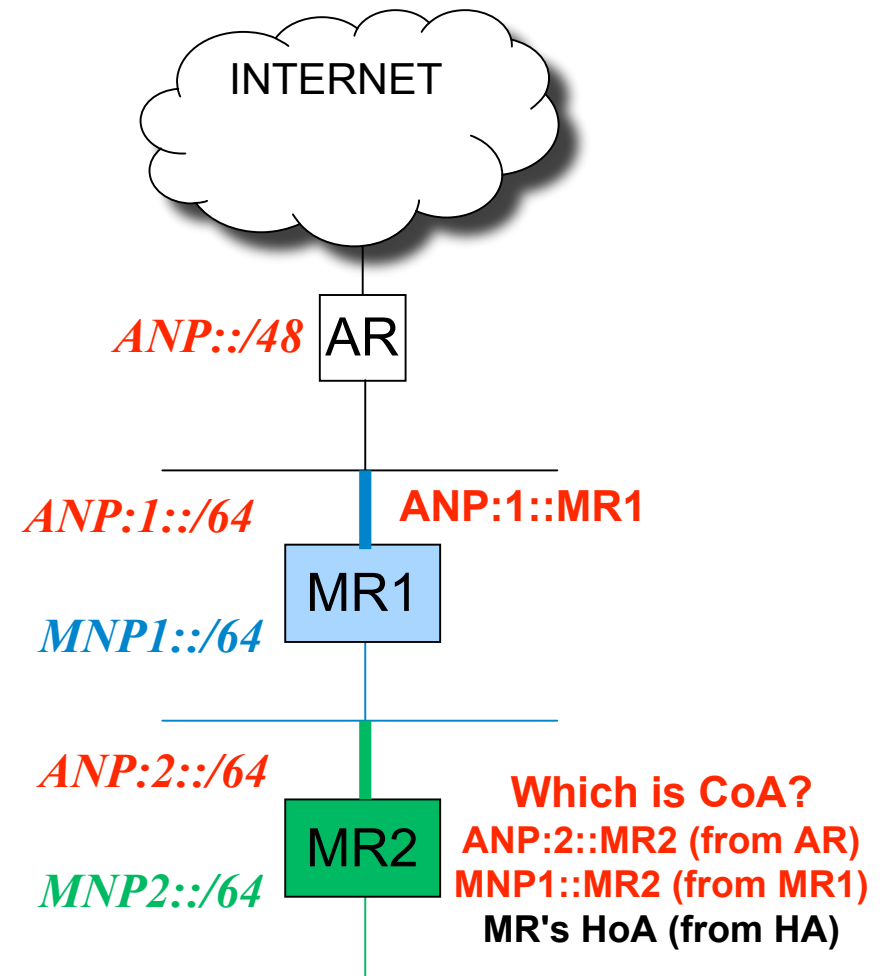 INTERNET
ANP::/48
AR
ANP:1::/64
ANP:1::MR1
MR1
MNP1::/64
ANP:2::/64
Which is CoA?
MR2
ANP:2::MR2 (from AR)
MNP2::/64
MNP1::MR2 (from MR1)
MR's HoA (from HA)